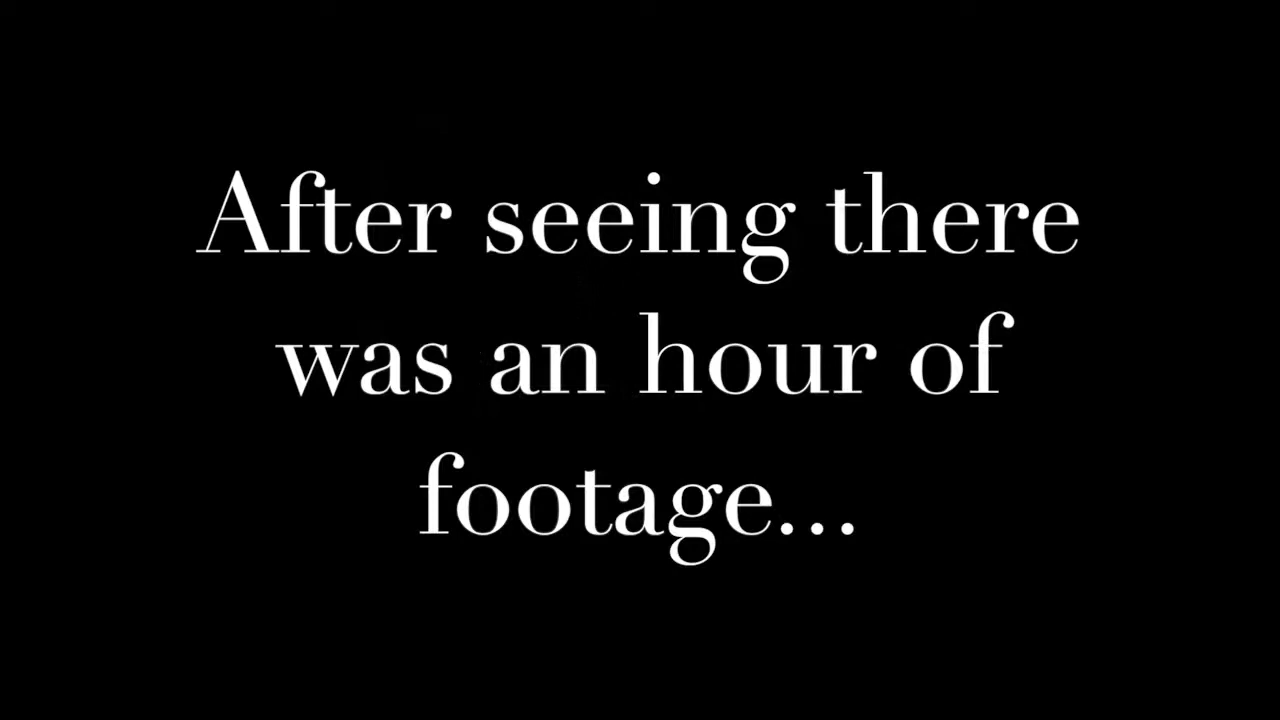 After seeing there
was an hour of
footage...